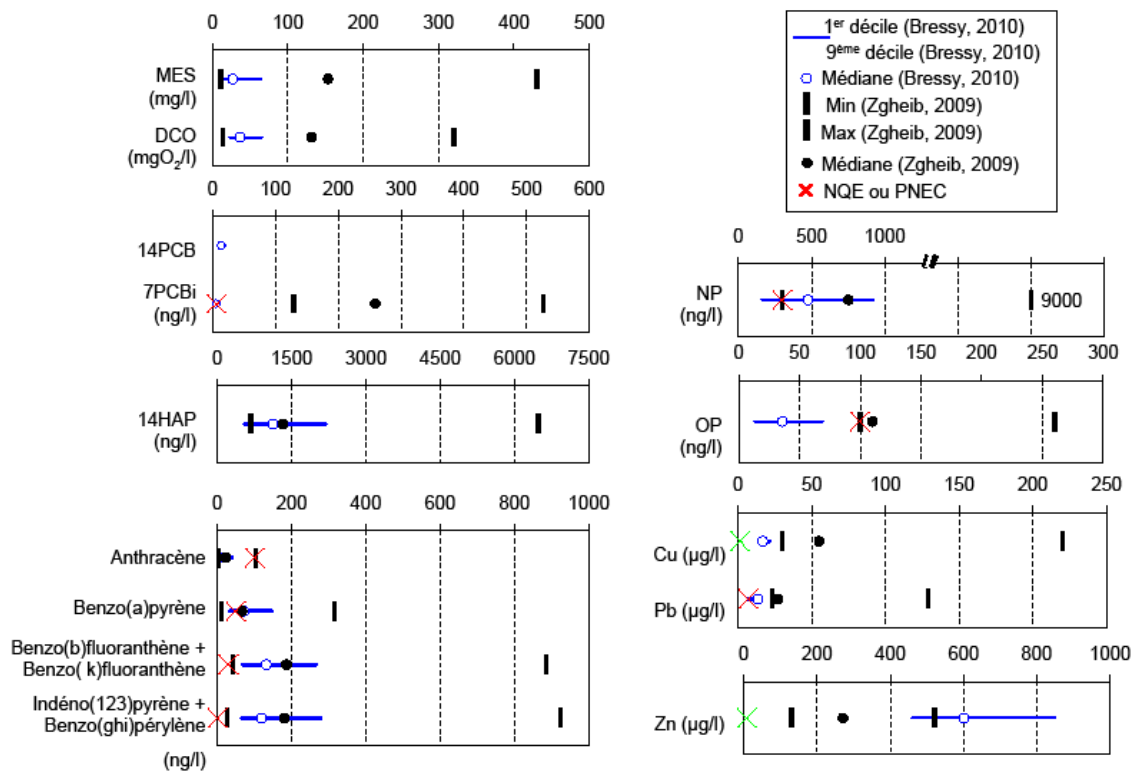 0 100 200 300 400 500
MES
(mg/l)
DCO
(mgO2/l)
0 100 200 300 400 500 600
14PCB
7PCBi
(ng/l)
0 1500 3000 4500 6000 7500
14HAP
(ng/l)
0 200 400 600 800 1000
Anthracène
Benzo(a)pyrène
Benzo(b)fluoranthène +
Benzo( k)fluoranthène
Indéno(123)pyrène +
Benzo(ghi)pérylène
(ng/l)
1er décile (Bressy, 2010)
9ème décile (Bressy, 2010)
Médiane (Bressy, 2010)
Min (Zgheib, 2009)
Max (Zgheib, 2009)
Médiane (Zgheib, 2009)
NQE ou PNEC
0 500 1000
NP
(ng/l)
9000
0 50 100 150 200 250 300
OP
(ng/l)
0 50 100 150 200 250
Cu (µg/l)
Pb (µg/l)
0 200 400 600 800 1000
Zn (µg/l)